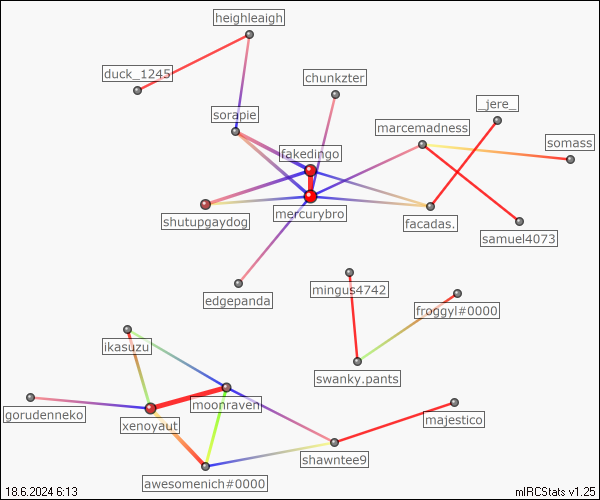 heighleaigh
duck_1245
chunkzter
_jere_
sorapie
marcemadness
somass
fakedingo
mercurybro
shutupgaydog
facadas.
samuel4073
edgepanda
mingus4742
froggyl#0000
ikasuzu
swanky.pants
moonraven
gorudenneko
xenoyaut
majestico
shawntee9
awesomenich#0000
18.6.2024 6:13
mIRCStats v1.25